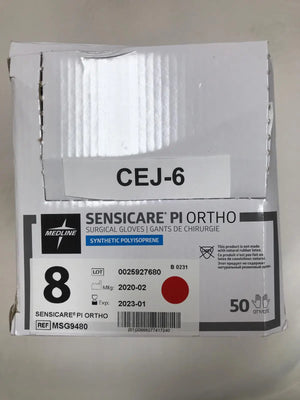 CEJ-6
MEDLINE
SENSICARE® PI ORTHO
SURGICAL GLOVES | GANTS DE CHIRURGIE
SYNTHETIC POLYISOPRENE
This product is not made
with natural rubber latex.
8
LOT 0025927680
B 0231
Mfg: 2020-02
2023-01
SENSICARE® PI ORTHO
REF MSG9480
50